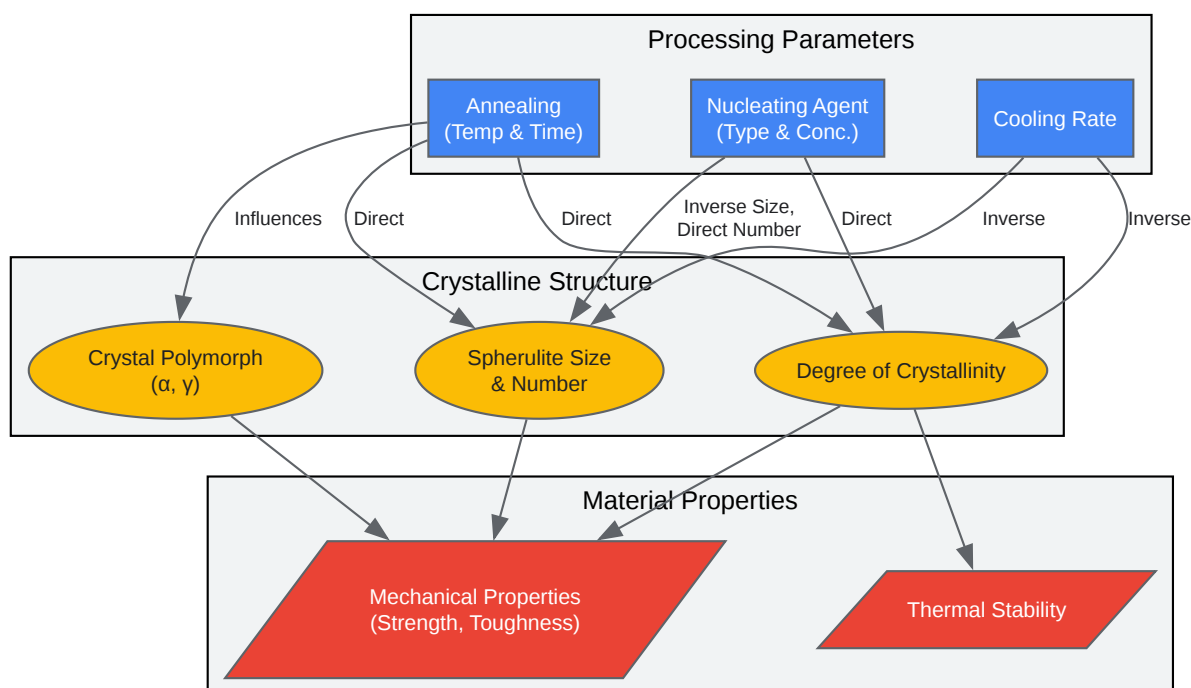 Processing Parameters
Annealing
(Temp & Time)
Nucleating Agent
(Type & Conc.)
Cooling Rate
Influences
Direct
Direct
Inverse Size,
Direct Number
Direct
Inverse
Inverse
Crystalline Structure
Crystal Polymorph
(α, γ)
Spherulite Size
& Number
Degree of Crystallinity
Material Properties
Mechanical Properties
(Strength, Toughness)
Thermal Stability